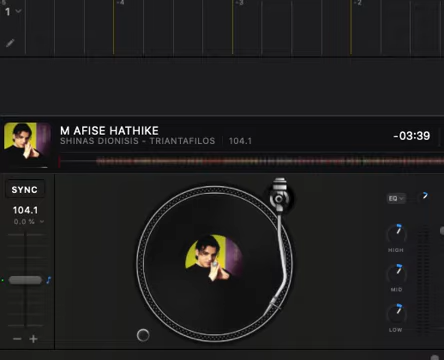 -4
-3
-2
1
M AFISE HATHIKE
SHINAS DIONISIS - TRIANTAFILOS 104.1
-03:39
SYNC
104.1
0.0 %
EQ
HIGH
MID
LOW